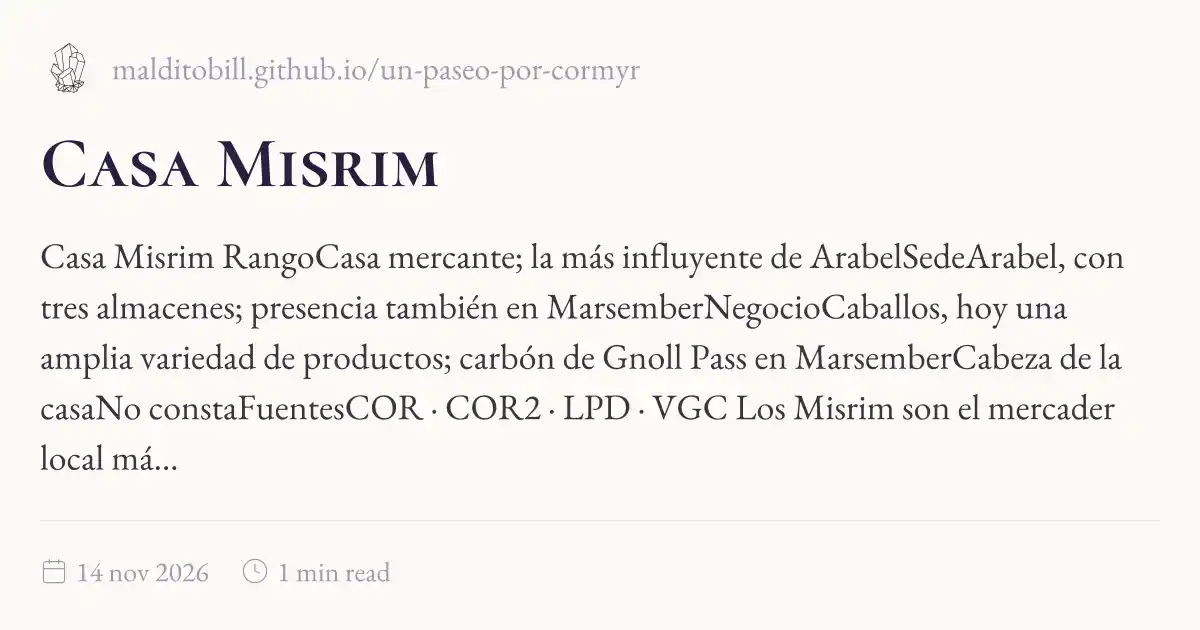 malditobill.github.io/un-paseo-por-cormyr
Casa Misrim
Casa Misrim RangoCasa mercante; la más influyente de ArabelSedeArabel, con
tres almacenes; presencia también en MarsemberNegocioCaballos, hoy una
amplia variedad de productos; carbón de Gnoll Pass en MarsemberCabeza de la
casaNo constaFuentesCOR · COR2 · LPD · VGC Los Misrim son el mercader
local má...
14 nov 2026
1 min read